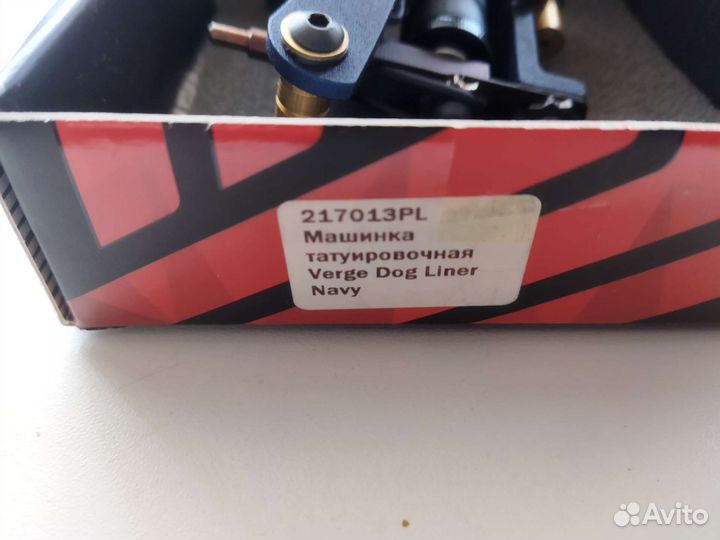 217013PL
Машинка
татуировочная
Verge Dog Liner
Navy
Avito